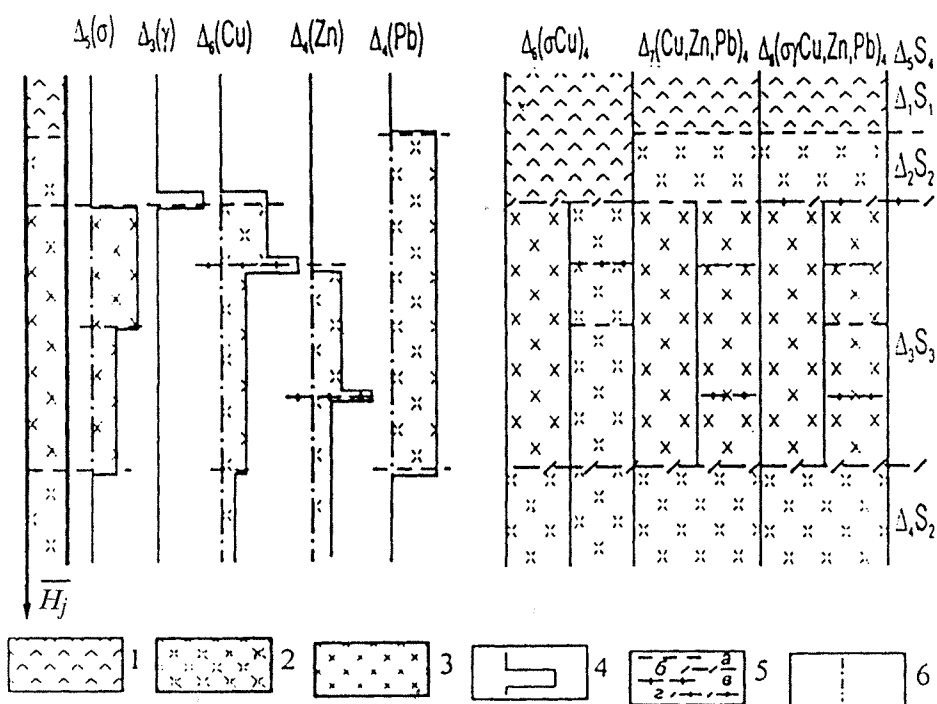 Δ₅(σ) Δ₃(γ) Δ₆(Cu) Δ₄(Zn) Δ₄(Pb) Δ₆(σCu)₄ Δ₇(Cu,Zn,Pb)₄ Δ₈(σγCu,Zn,Pb)₄ Δ₅S₄
Δ₁S₁
Δ₂S₂
Δ₃S₃
Δ₄S₂
H̅ⱼ
1 2 3 4 б а в г 5 6